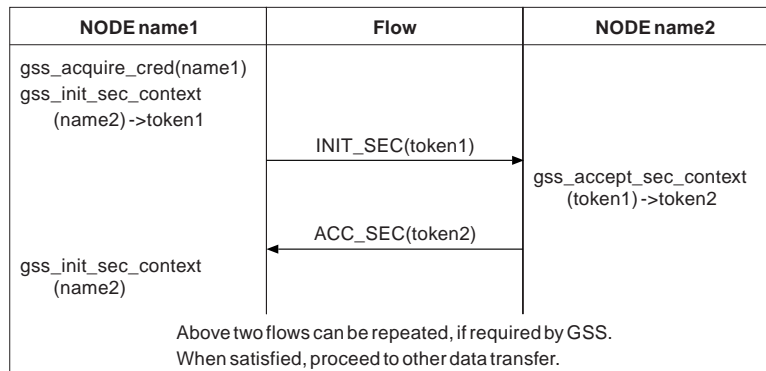 NODE name1
Flow
NODE name2
gss_acquire_cred(name1)
gss_init_sec_context
(name2) ->token1
INIT_SEC(token1)
gss_accept_sec_context
(token1) ->token2
ACC_SEC(token2)
gss_init_sec_context
(name2)
Above two flows can be repeated, if required by GSS.
When satisfied, proceed to other data transfer.